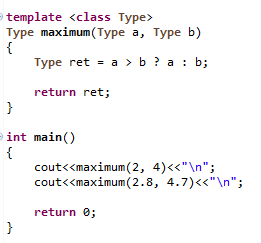 template <class Type>
Type maximum(Type a, Type b)
{
    Type ret = a > b ? a : b;

    return ret;
}

int main()
{
    cout<<maximum(2, 4)<<"\n";
    cout<<maximum(2.8, 4.7)<<"\n";

    return 0;
}